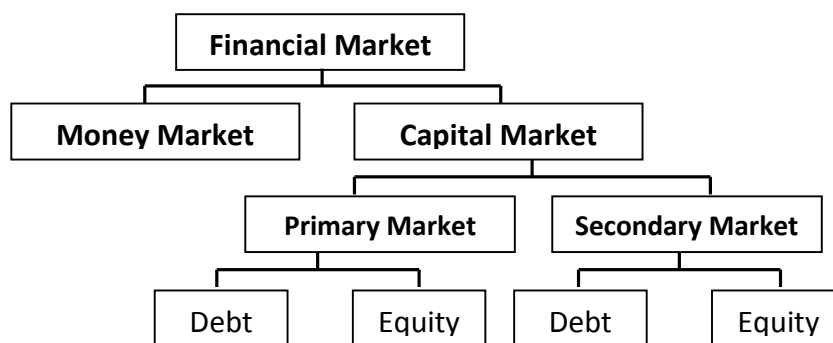 Financial Market
Money Market
Capital Market
Primary Market
Secondary Market
Debt
Equity
Debt
Equity